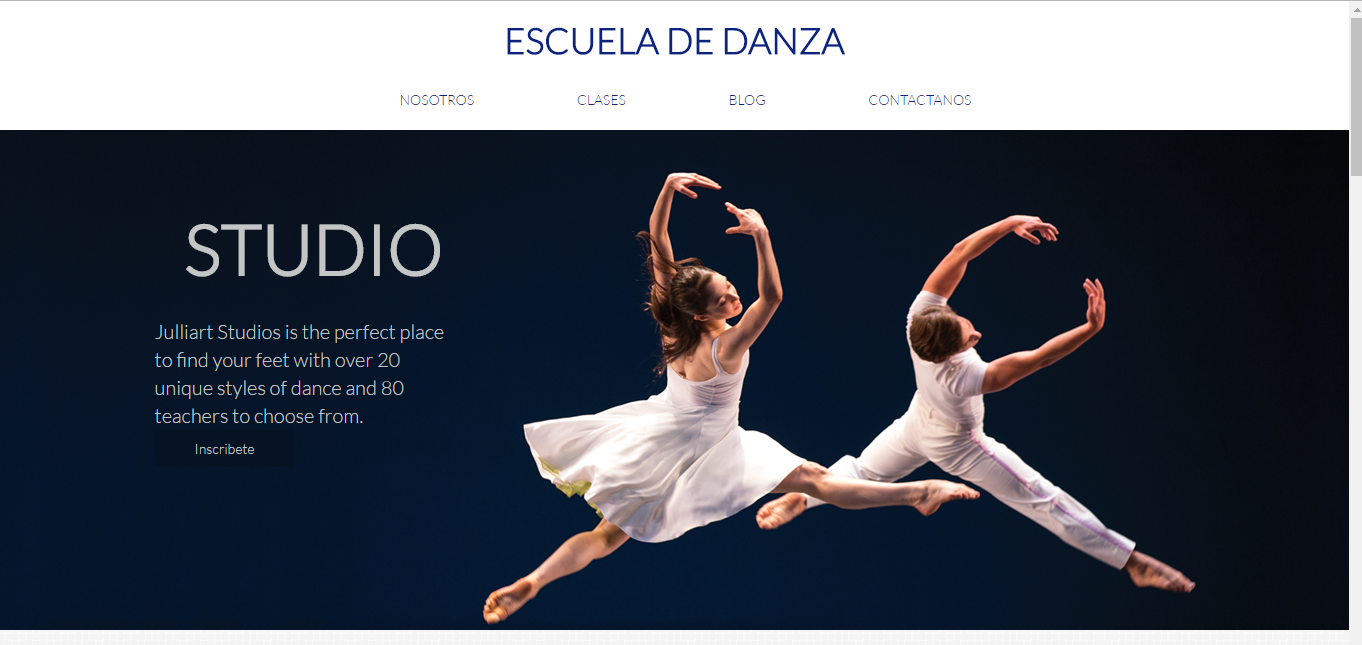 ESCUELA DE DANZA
NOSOTROS CLASES BLOG CONTACTANOS
STUDIO
Julliart Studios is the perfect place
to find your feet with over 20
unique styles of dance and 80
teachers to choose from.
Inscribete